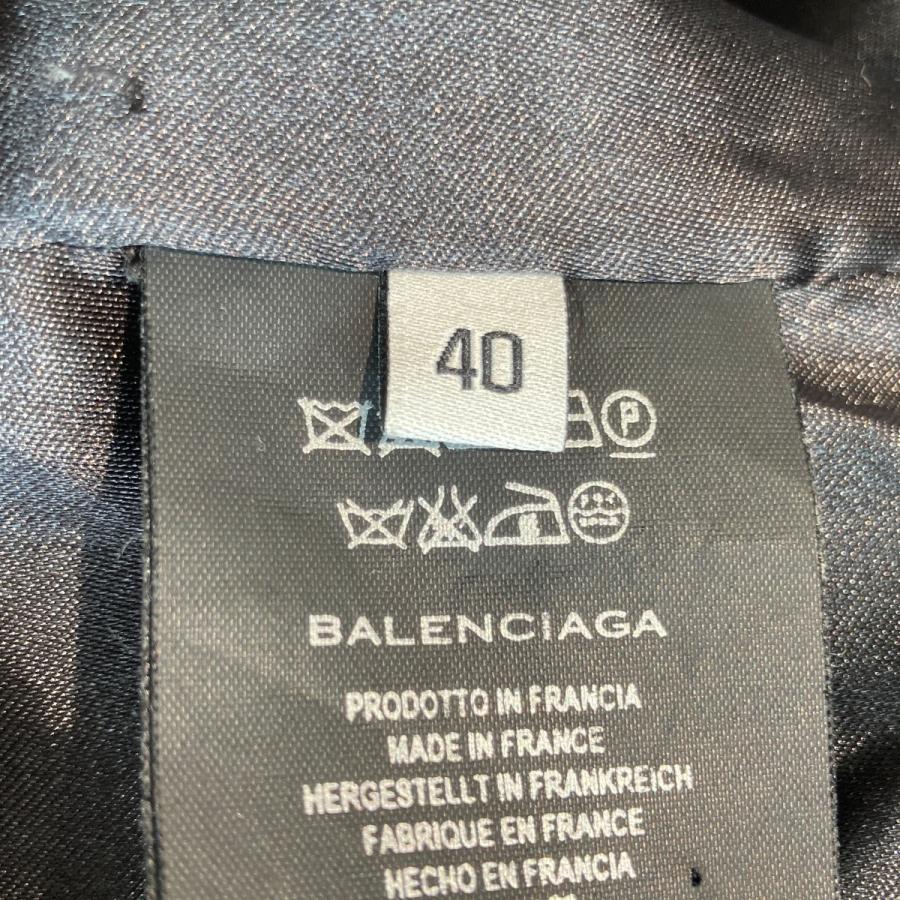 40
P
BALENCIAGA
PRODOTTO IN FRANCIA
MADE IN FRANCE
HERGESTELLT IN FRANKREICH
FABRIQUE EN FRANCE
HECHO EN FRANCIA